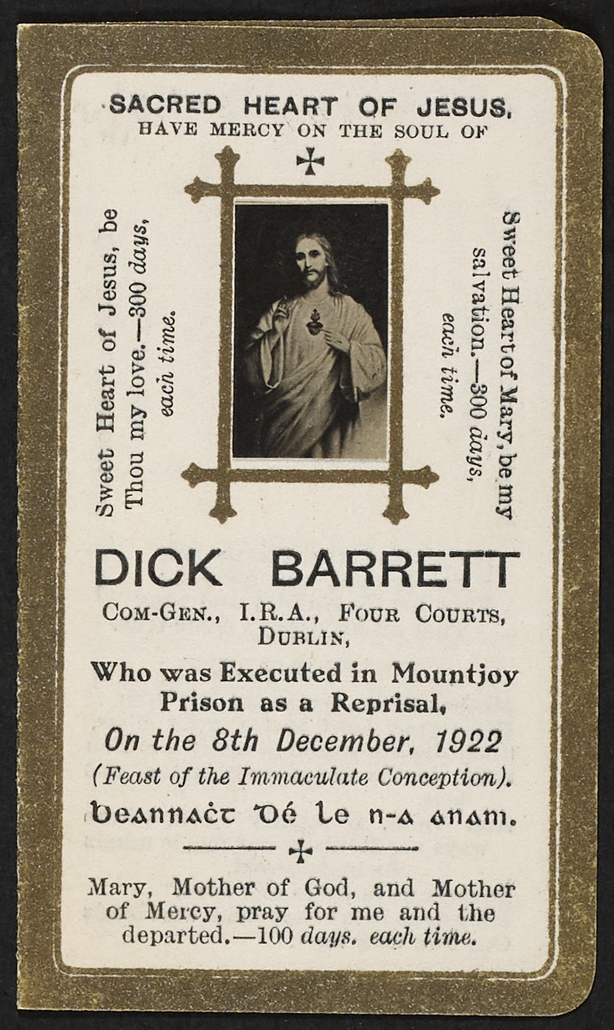 SACRED HEART OF JESUS,
HAVE MERCY ON THE SOUL OF
Sweet Heart of Jesus, be
Thou my love.—300 days,
each time.
Sweet Heart of Mary, be my
salvation.—300 days,
each time.
DICK BARRETT
COM-GEN., I.R.A., FOUR COURTS,
DUBLIN,
Who was Executed in Mountjoy
Prison as a Reprisal,
On the 8th December, 1922
(Feast of the Immaculate Conception).
beannaċt Dé le n-a anam.
Mary, Mother of God, and Mother
of Mercy, pray for me and the
departed.—100 days. each time.